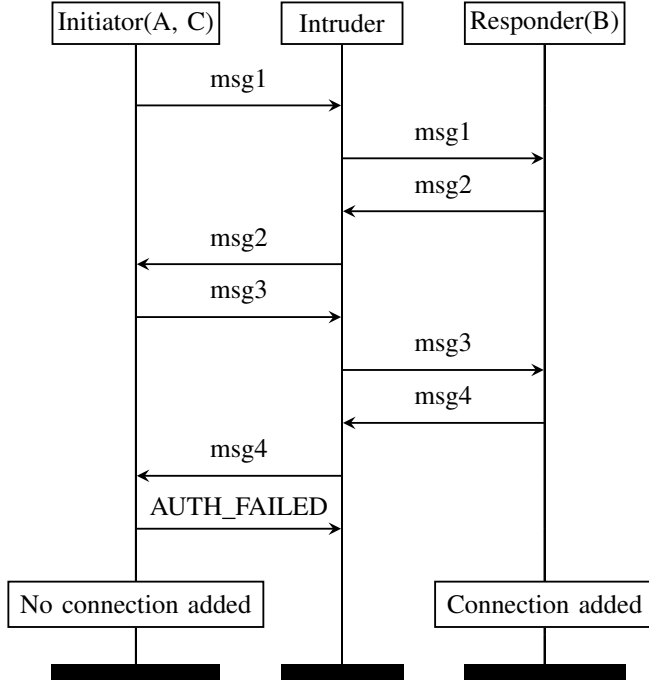 Initiator(A, C) Intruder Responder(B)
msg1
msg1
msg2
msg2
msg3
msg3
msg4
msg4
AUTH_FAILED
No connection added Connection added